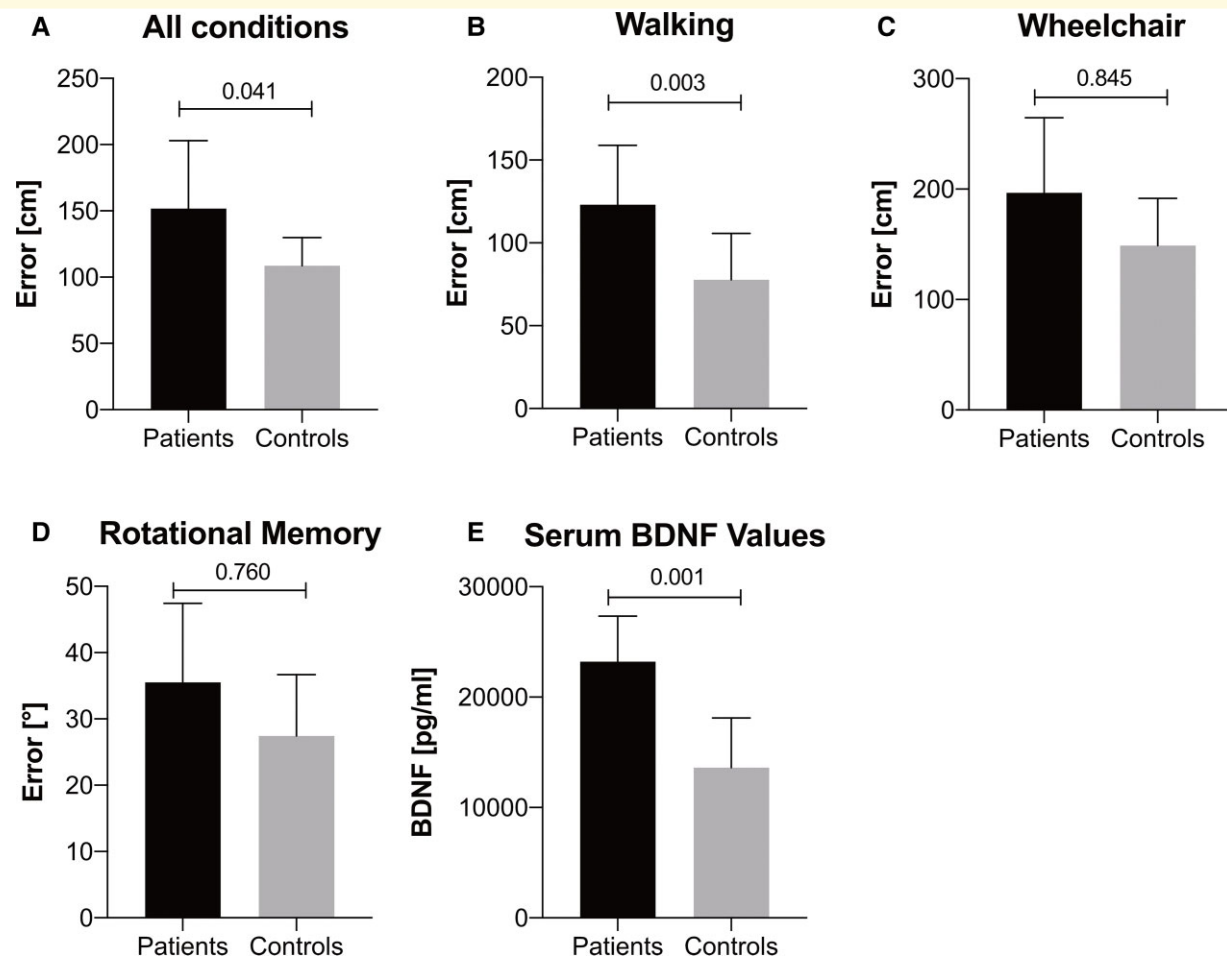 A All conditions
250
200
150
100
50
0
Error [cm]
0.041
Patients Controls
B Walking
200
150
100
50
0
Error [cm]
0.003
Patients Controls
C Wheelchair
300
200
100
0
Error [cm]
0.845
Patients Controls
D Rotational Memory
50
40
30
20
10
0
Error [°]
0.760
Patients Controls
E Serum BDNF Values
30000
20000
10000
0
BDNF [pg/ml]
0.001
Patients Controls